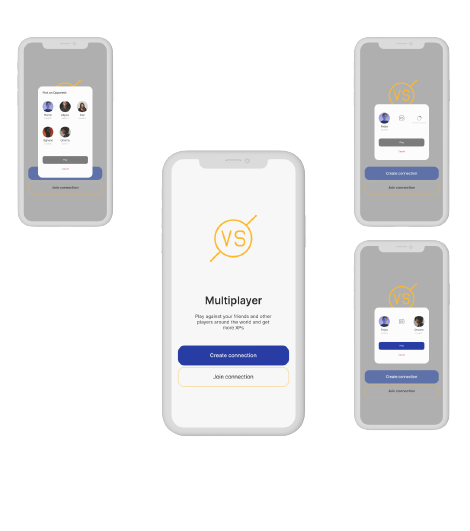 Pick an Opponent
Play
Join connection
VS
Multiplayer
Play against your friends and other
players around the world and get
more XPs
Create connection
Join connection
VS
Play
Create connection
Join connection
VS
Play
Create connection
Join connection